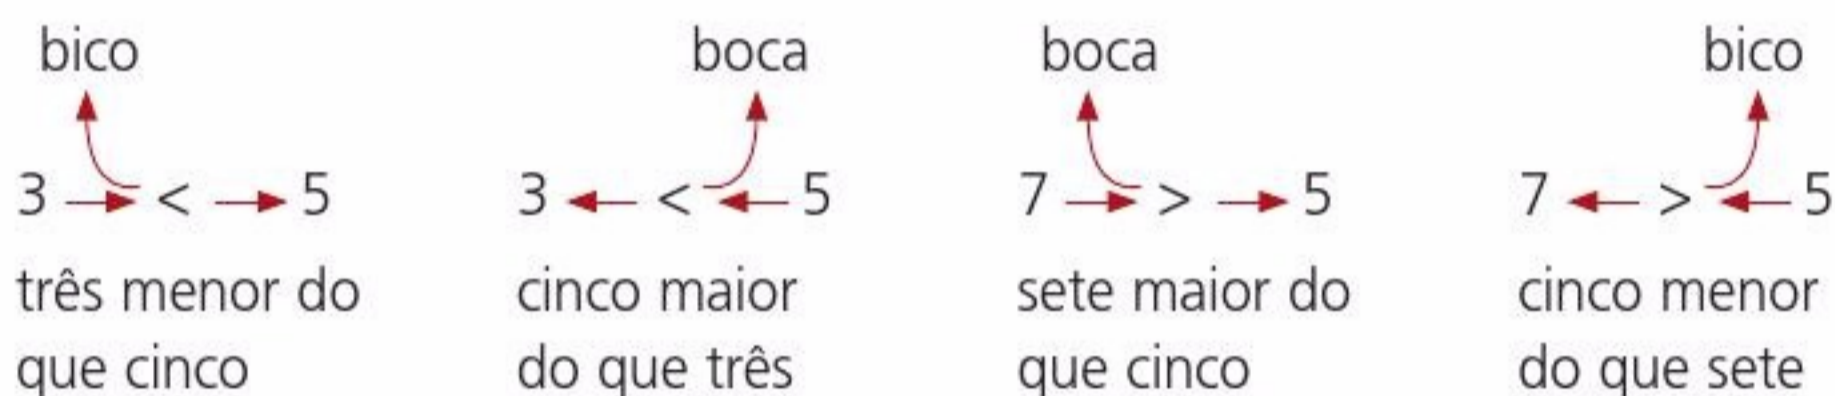 bico
3 < 5
três menor do
que cinco
boca
3 < 5
cinco maior
do que três
boca
7 > 5
sete maior do
que cinco
bico
7 > 5
cinco menor
do que sete